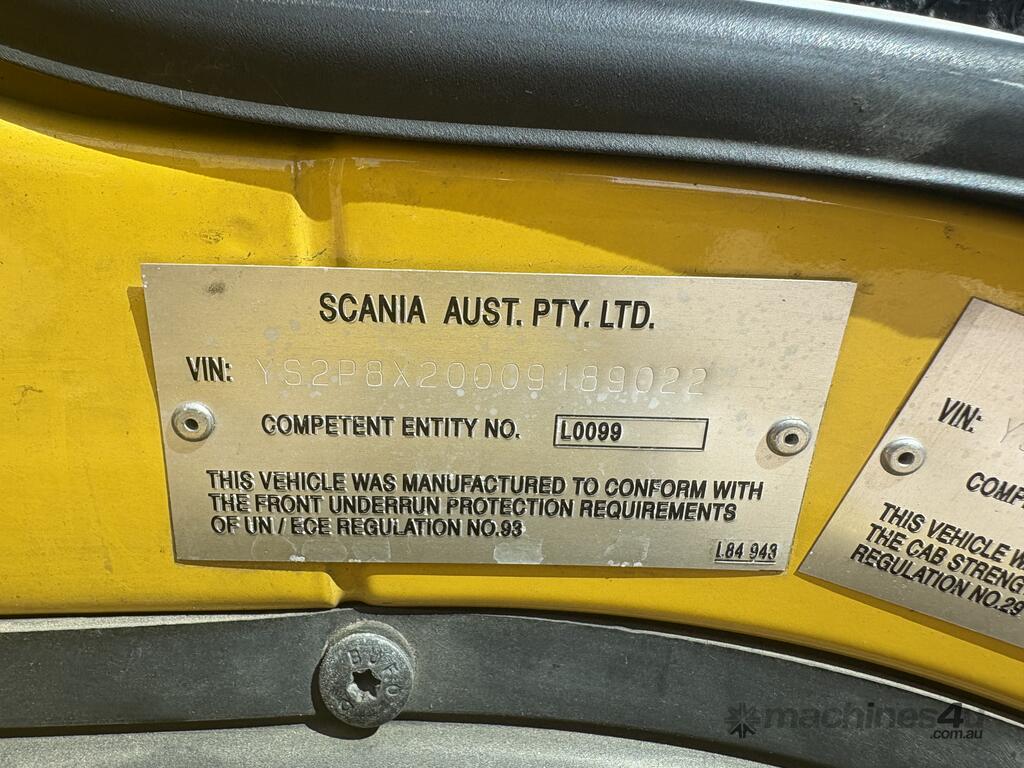 SCANIA AUST. PTY. LTD.
VIN: YS2P8X20009189022
COMPETENT ENTITY NO. L0099
THIS VEHICLE WAS MANUFACTURED TO CONFORM WITH
THE FRONT UNDERRUN PROTECTION REQUIREMENTS
OF UN / ECE REGULATION NO.93
L84 943
VIN: Y
COMP
THIS VEHICLE W
THE CAB STRENG
REGULATION NO.29
machines4u
.com.au